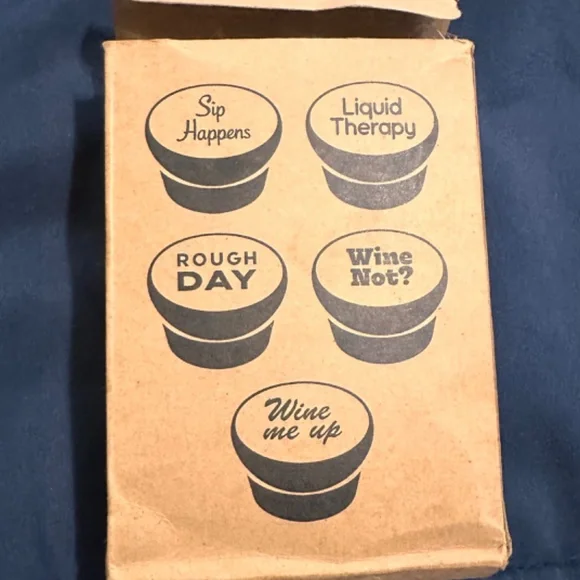 Sip
Happens
Liquid
Therapy
ROUGH
DAY
Wine
Not?
Wine
me up